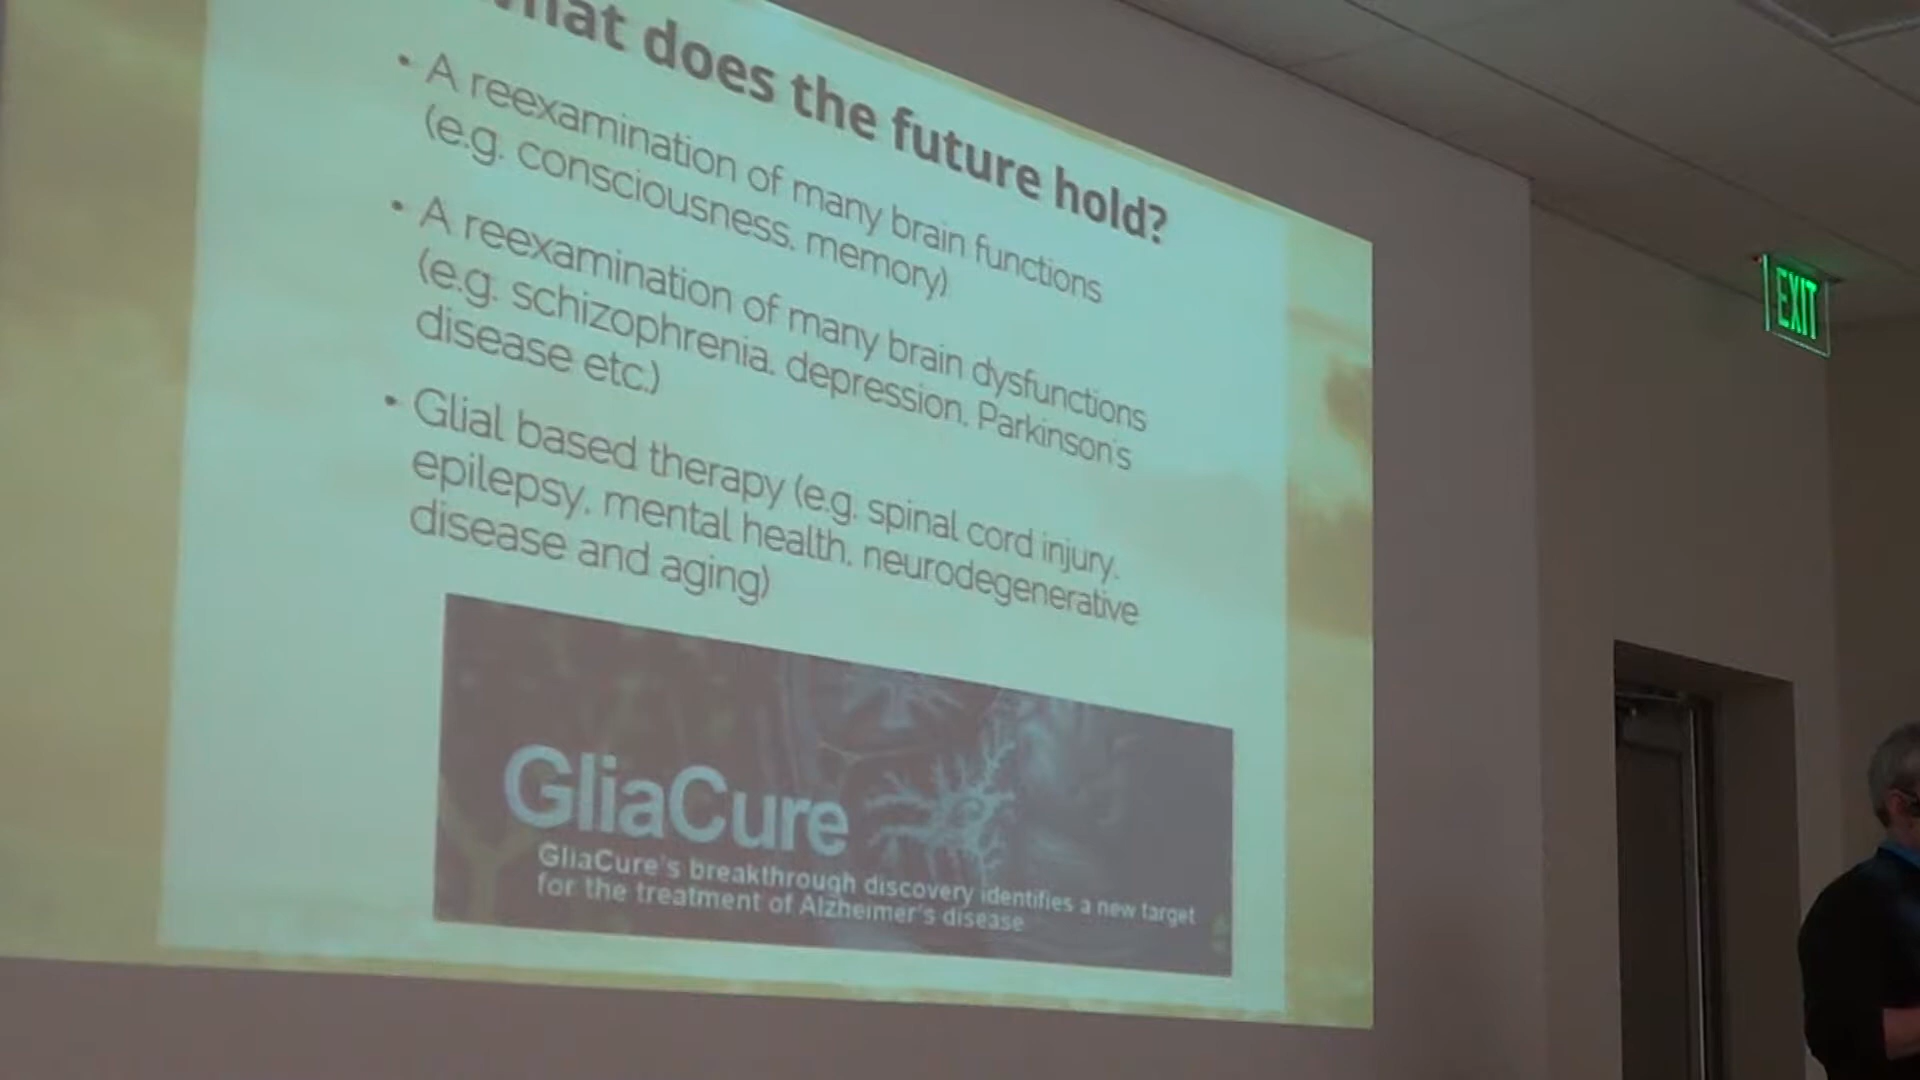 What does the future hold?
• A reexamination of many brain functions
(e.g. consciousness, memory)
• A reexamination of many brain dysfunctions
(e.g. schizophrenia, depression, Parkinson's
disease etc.)
• Glial based therapy (e.g. spinal cord injury,
epilepsy, mental health, neurodegenerative
disease and aging)
GliaCure
GliaCure's breakthrough discovery identifies a new target
for the treatment of Alzheimer's disease
EXIT